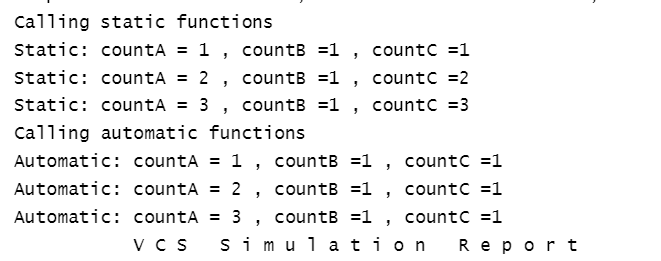 Calling static functions
Static: countA = 1 , countB =1 , countC =1
Static: countA = 2 , countB =1 , countC =2
Static: countA = 3 , countB =1 , countC =3
Calling automatic functions
Automatic: countA = 1 , countB =1 , countC =1
Automatic: countA = 2 , countB =1 , countC =1
Automatic: countA = 3 , countB =1 , countC =1
V C S   S i m u l a t i o n   R e p o r t